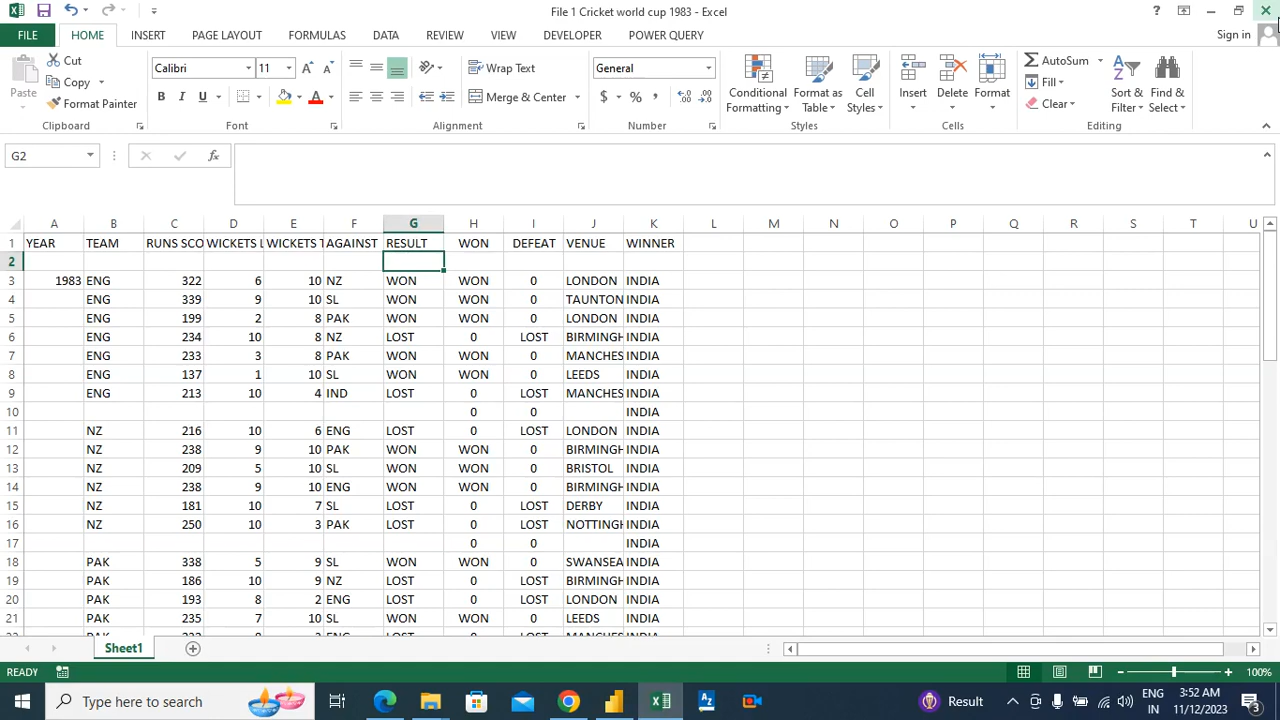 File 1 Cricket world cup 1983 - Excel
?
FILE HOME INSERT PAGE LAYOUT FORMULAS DATA REVIEW VIEW DEVELOPER POWER QUERY Sign in
Paste Cut Copy Format Painter
Clipboard
Calibri 11
B I U A
Font
Wrap Text
Merge & Center
Alignment
General
$ % ,
Number
Conditional Formatting Format as Table Cell Styles
Styles
Insert Delete Format
Cells
AutoSum Fill Clear Sort & Filter Find & Select
Editing
G2 fx
A B C D E F G H I J K L M N O P Q R S T U
1 YEAR TEAM RUNS SCO WICKETS L WICKETS T AGAINST RESULT WON DEFEAT VENUE WINNER
2
3 1983 ENG 322 6 10 NZ WON WON 0 LONDON INDIA
4 ENG 339 9 10 SL WON WON 0 TAUNTON INDIA
5 ENG 199 2 8 PAK WON WON 0 LONDON INDIA
6 ENG 234 10 8 NZ LOST 0 LOST BIRMINGH INDIA
7 ENG 233 3 8 PAK WON WON 0 MANCHES INDIA
8 ENG 137 1 10 SL WON WON 0 LEEDS INDIA
9 ENG 213 10 4 IND LOST 0 LOST MANCHES INDIA
10 0 0 INDIA
11 NZ 216 10 6 ENG LOST 0 LOST LONDON INDIA
12 NZ 238 9 10 PAK WON WON 0 BIRMINGH INDIA
13 NZ 209 5 10 SL WON WON 0 BRISTOL INDIA
14 NZ 238 9 10 ENG WON WON 0 BIRMINGH INDIA
15 NZ 181 10 7 SL LOST 0 LOST DERBY INDIA
16 NZ 250 10 3 PAK LOST 0 LOST NOTTINGH INDIA
17 0 0 INDIA
18 PAK 338 5 9 SL WON WON 0 SWANSEA INDIA
19 PAK 186 10 9 NZ LOST 0 LOST BIRMINGH INDIA
20 PAK 193 8 2 ENG LOST 0 LOST LONDON INDIA
21 PAK 235 7 10 SL WON WON 0 LEEDS INDIA
Sheet1
READY 100%
Type here to search
Result
ENG
IN
3:52 AM
11/12/2023
3